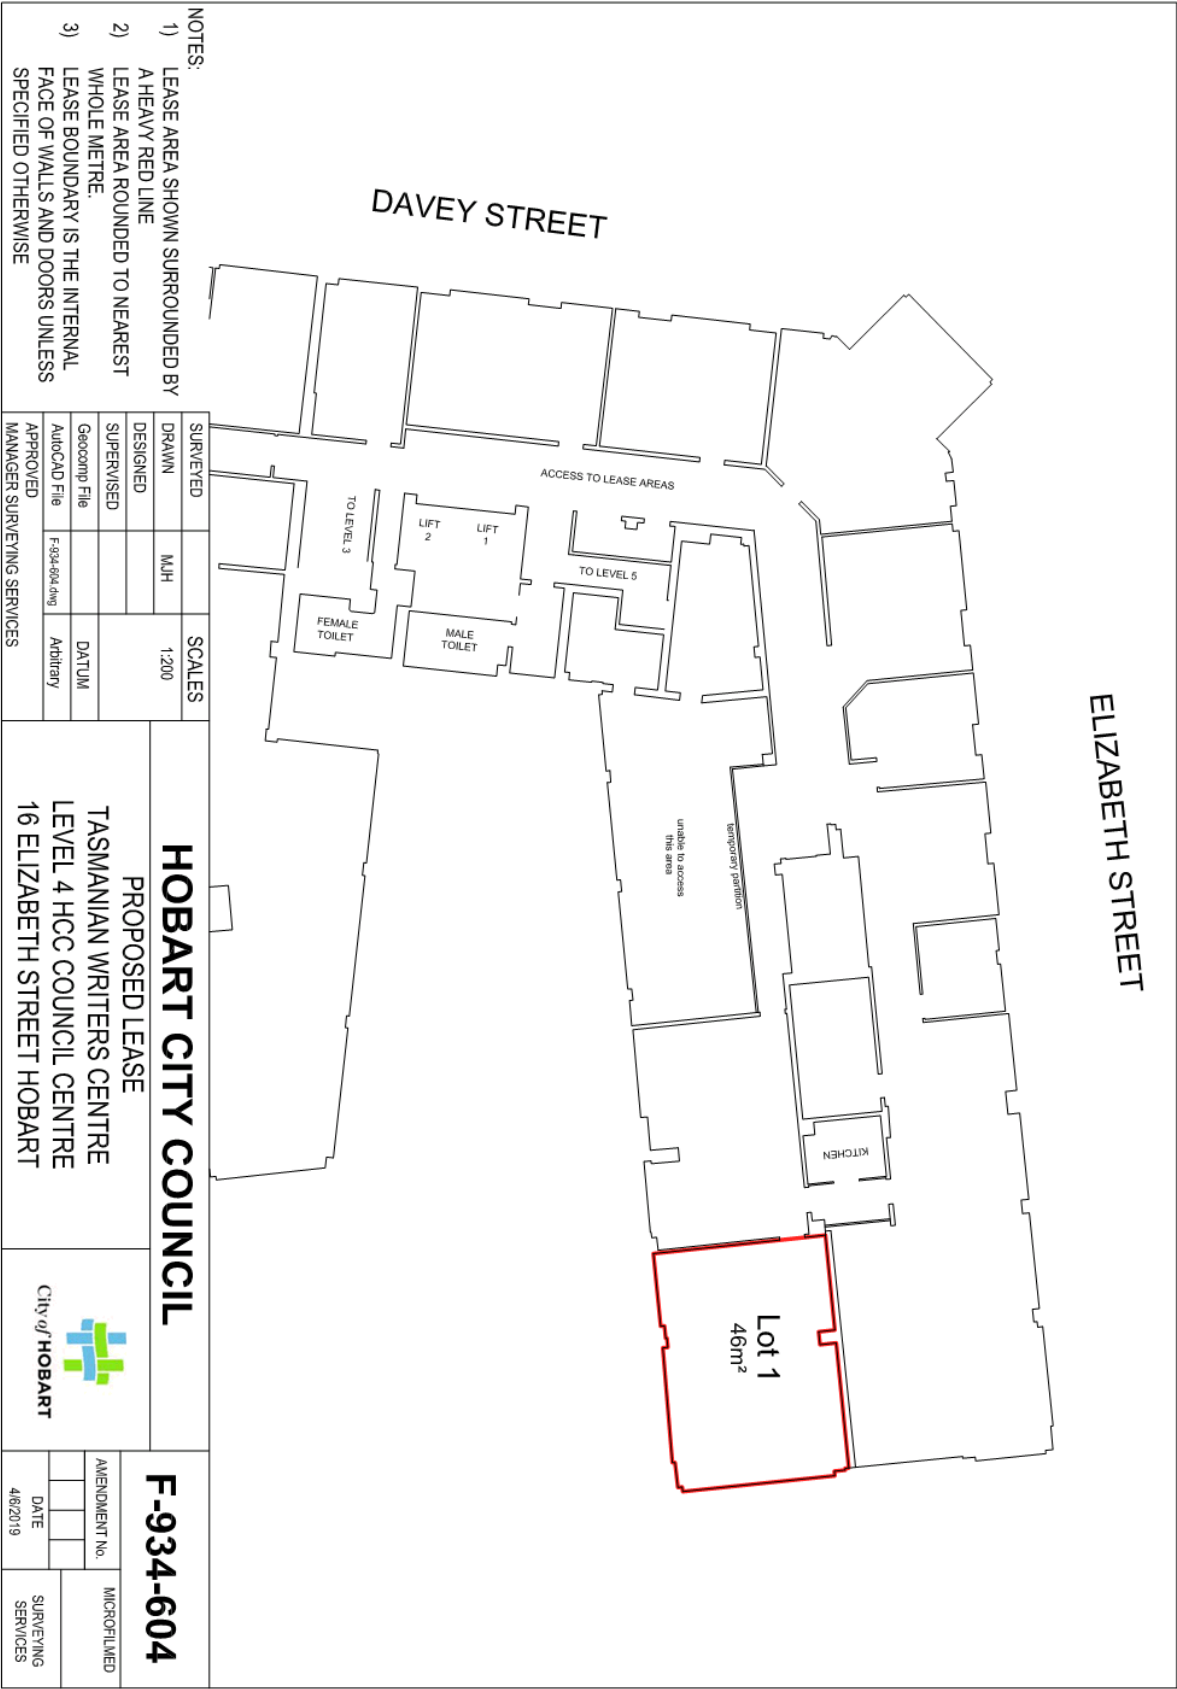 DAVEY STREET
ELIZABETH STREET
ACCESS TO LEASE AREAS
TO LEVEL 3
LIFT
2
LIFT
1
TO LEVEL 5
FEMALE
TOILET
MALE
TOILET
temporary partition
unable to access
this area
KITCHEN
Lot 1
46m²
NOTES:
1) LEASE AREA SHOWN SURROUNDED BY
A HEAVY RED LINE
2) LEASE AREA ROUNDED TO NEAREST
WHOLE METRE.
3) LEASE BOUNDARY IS THE INTERNAL
FACE OF WALLS AND DOORS UNLESS
SPECIFIED OTHERWISE
SURVEYED SCALES
DRAWN MJH 1:200
DESIGNED
SUPERVISED
Geocomp File DATUM
AutoCAD File F-934-604.dwg Arbitrary
APPROVED
MANAGER SURVEYING SERVICES
HOBART CITY COUNCIL
PROPOSED LEASE
TASMANIAN WRITERS CENTRE
LEVEL 4 HCC COUNCIL CENTRE
16 ELIZABETH STREET HOBART
City of HOBART
F-934-604
AMENDMENT No. MICROFILMED
DATE
4/6/2019
SURVEYING
SERVICES